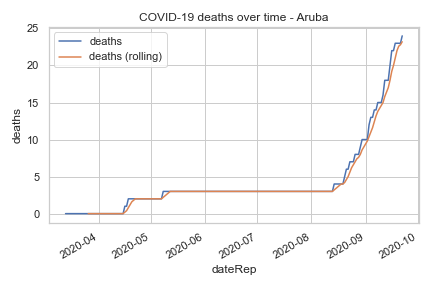 COVID-19 deaths over time - Aruba
deaths
deaths (rolling)
25
20
15
10
5
0
deaths
2020-04
2020-05
2020-06
2020-07
2020-08
2020-09
2020-10
dateRep